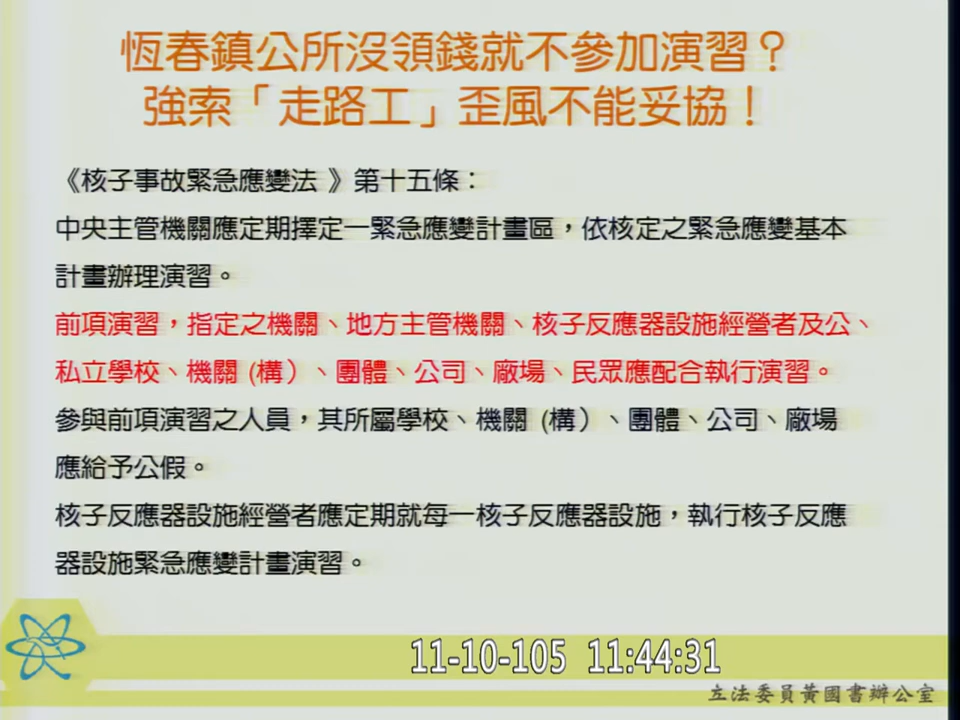 恆春鎮公所沒領錢就不參加演習？
強索「走路工」歪風不能妥協！
《核子事故緊急應變法 》第十五條：
中央主管機關應定期擇定一緊急應變計畫區，依核定之緊急應變基本
計畫辦理演習。
前項演習，指定之機關、地方主管機關、核子反應器設施經營者及公、
私立學校、機關 (構）、團體、公司、廠場、民眾應配合執行演習。
參與前項演習之人員，其所屬學校、機關 (構）、團體、公司、廠場
應給予公假。
核子反應器設施經營者應定期就每一核子反應器設施，執行核子反應
器設施緊急應變計畫演習。
11-10-105 11:44:31
立法委員黃國書辦公室